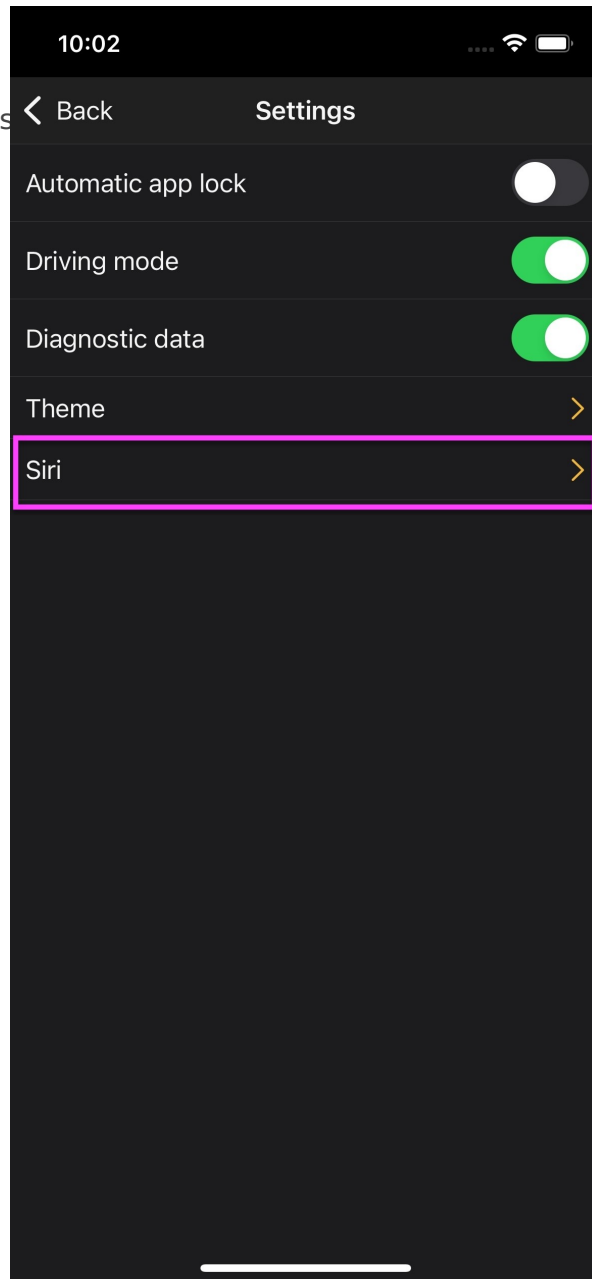 10:02
s
Back
Settings
Automatic app lock
Driving mode
Diagnostic data
Theme
Siri